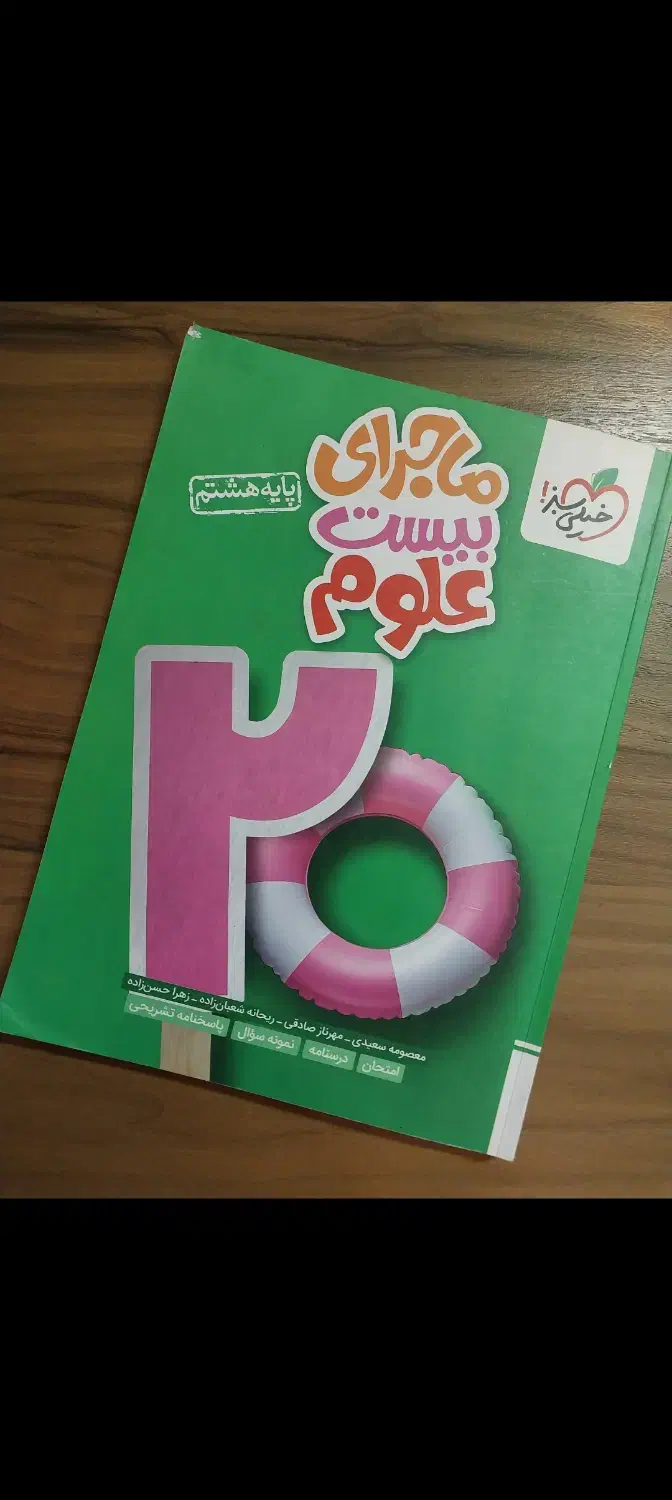 ماجرای
بیست
علوم
پایه هشتم
خیلی سبز!
۲۰
معصومه سعیدی - مهرناز صادقی - ریحانه شعبان‌زاده - زهرا حسن‌زاده
امتحان درسنامه نمونه سؤال پاسخنامه تشریحی